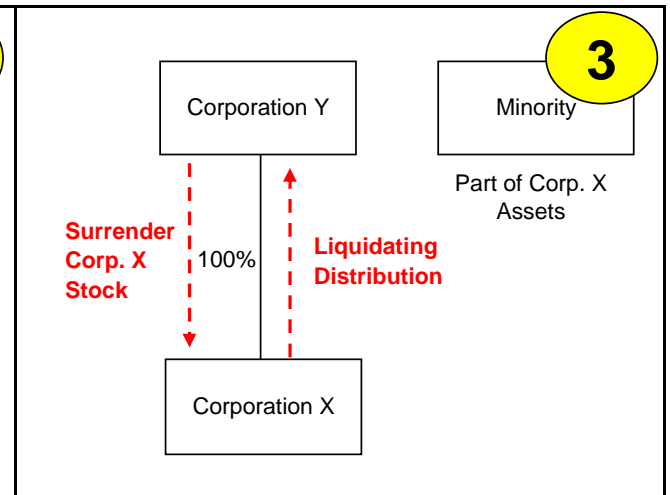 3
Corporation Y
Minority
Part of Corp. X
Assets
Surrender
Corp. X
Stock
100%
Liquidating
Distribution
Corporation X